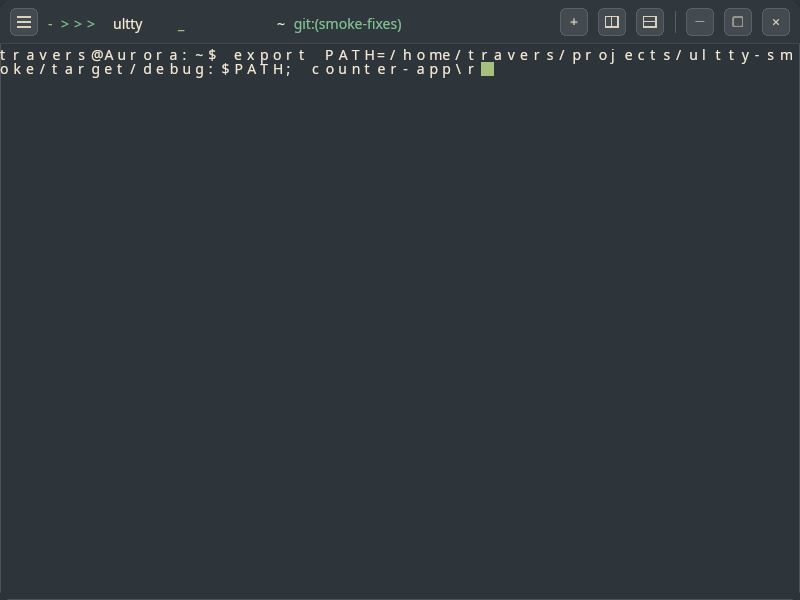 - >>> ultty _ ~ git:(smoke-fixes)
travers@Aurora:~$ export PATH=/home/travers/projects/ultty-sm
oke/target/debug:$PATH; counter-app\r